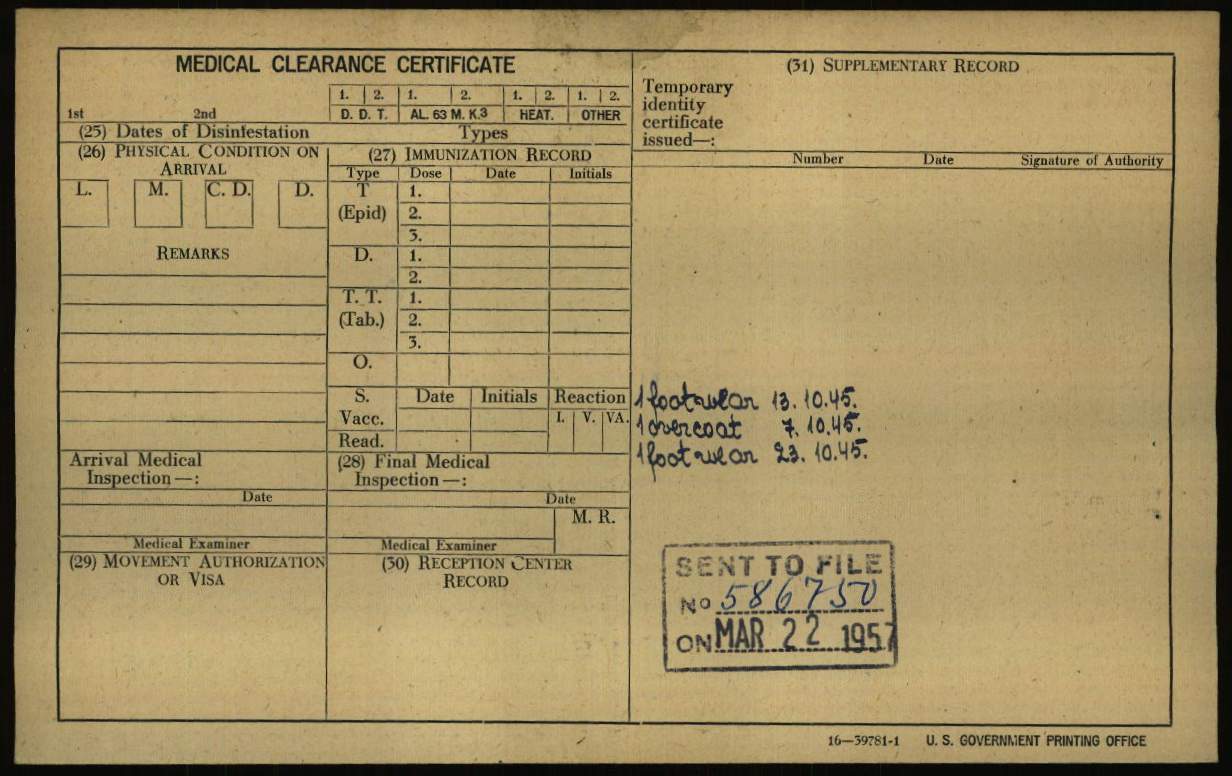 MEDICAL CLEARANCE CERTIFICATE
1. 2. 1. 2. 1. 2. 1. 2.
1st 2nd D. D. T. AL. 63 M. K.3 HEAT. OTHER
(25) Dates of Disinfestation Types
(26) PHYSICAL CONDITION ON
ARRIVAL
L. M. C. D. D.
REMARKS
(27) IMMUNIZATION RECORD
Type Dose Date Initials
T 1.
(Epid) 2.
3.
D. 1.
2.
T. T. 1.
(Tab.) 2.
3.
O.
S. Date Initials Reaction
Vacc. I. V. VA.
Read.
Arrival Medical
Inspection—:
Date
Medical Examiner
(28) Final Medical
Inspection—:
Date
M. R.
Medical Examiner
(29) MOVEMENT AUTHORIZATION
OR VISA
(30) RECEPTION CENTER
RECORD
(31) SUPPLEMENTARY RECORD
Temporary
identity
certificate
issued—:
Number Date Signature of Authority
1 footwear 13. 10.45.
1 overcoat 7. 10.45.
1 footwear 23. 10.45.
SENT TO FILE
No 586750
ON MAR 22 1957
16—39781-1 U. S. GOVERNMENT PRINTING OFFICE